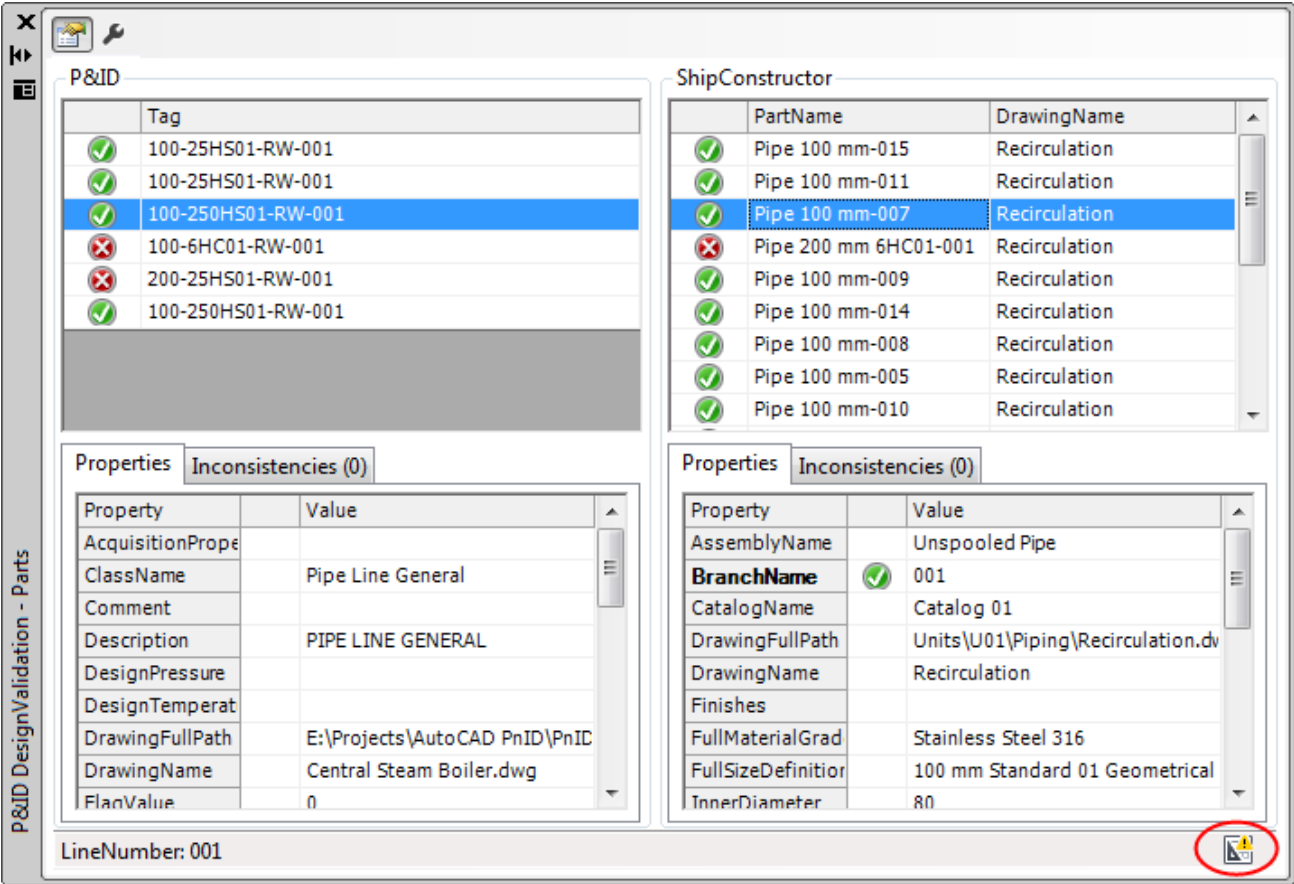 P&ID
Tag
100-25HS01-RW-001
100-25HS01-RW-001
100-250HS01-RW-001
100-6HC01-RW-001
200-25HS01-RW-001
100-250HS01-RW-001
ShipConstructor
PartName DrawingName
Pipe 100 mm-015 Recirculation
Pipe 100 mm-011 Recirculation
Pipe 100 mm-007 Recirculation
Pipe 200 mm 6HC01-001 Recirculation
Pipe 100 mm-009 Recirculation
Pipe 100 mm-014 Recirculation
Pipe 100 mm-008 Recirculation
Pipe 100 mm-005 Recirculation
Pipe 100 mm-010 Recirculation
Properties Inconsistencies (0)
Property Value
AcquisitionPrope
ClassName Pipe Line General
Comment
Description PIPE LINE GENERAL
DesignPressure
DesignTemperat
DrawingFullPath E:\Projects\AutoCAD PnID\PnID
DrawingName Central Steam Boiler.dwg
FlagValue 0
Properties Inconsistencies (0)
Property Value
AssemblyName Unspooled Pipe
BranchName 001
CatalogName Catalog 01
DrawingFullPath Units\U01\Piping\Recirculation.dw
DrawingName Recirculation
Finishes
FullMaterialGrad Stainless Steel 316
FullSizeDefinition 100 mm Standard 01 Geometrical
InnerDiameter 80
LineNumber: 001
P&ID DesignValidation - Parts